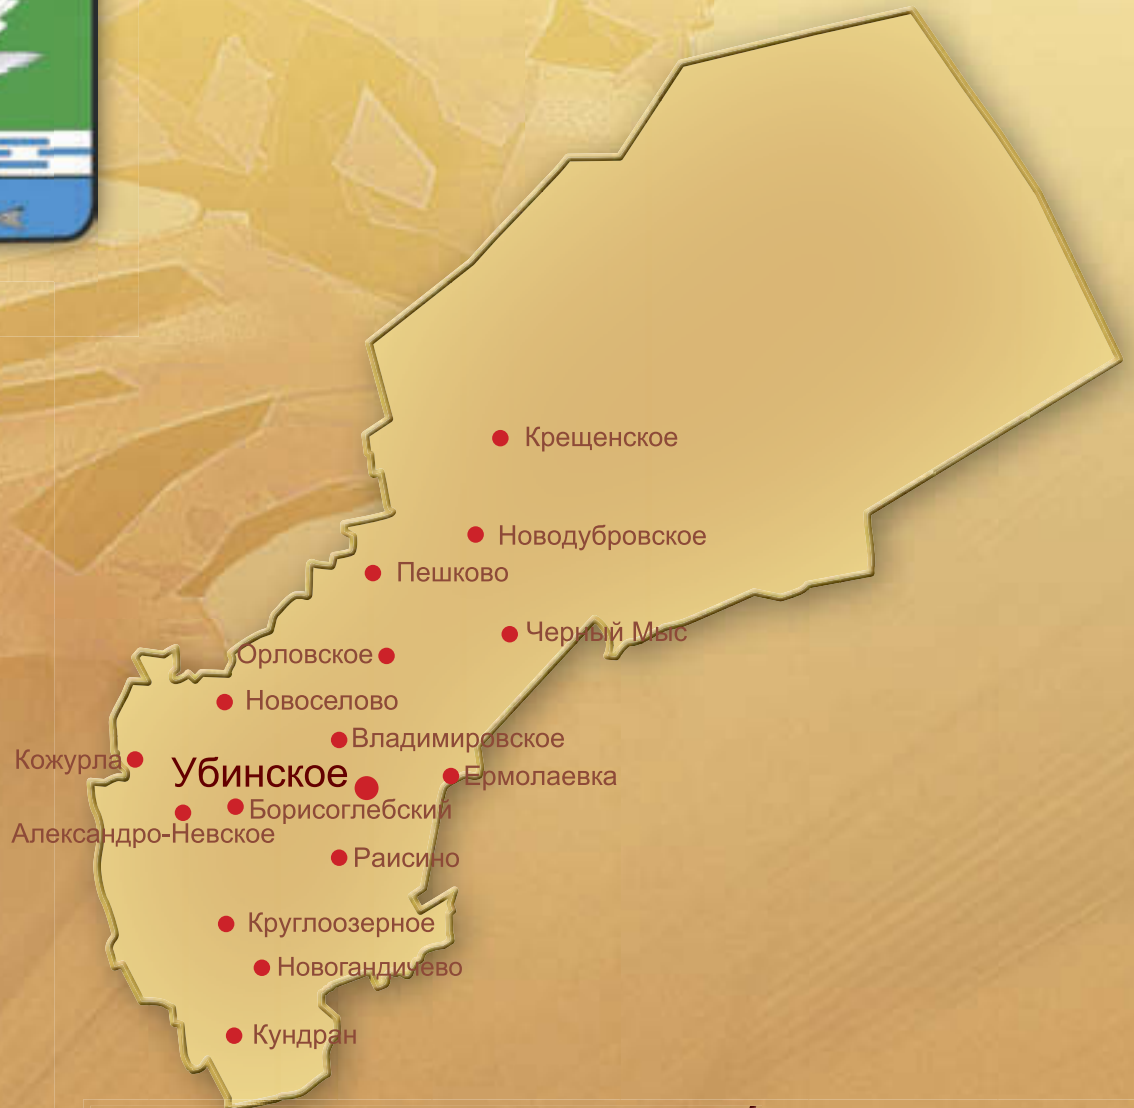 Крещенское
Новодубровское
Пешково
Черный Мыс
Орловское
Новоселово
Владимировское
Кожурла
Убинское
Ермолаевка
Борисоглебский
Александро-Невское
Раисино
Круглоозерное
Новогандичево
Кундран